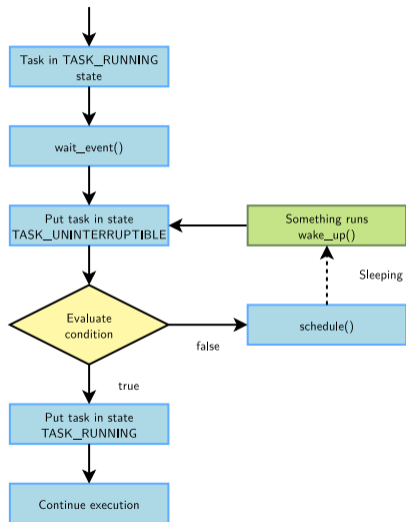 Task in TASK_RUNNING
state
wait_event()
Put task in state
TASK_UNINTERRUPTIBLE
Something runs
wake_up()
Sleeping
Evaluate
condition
schedule()
false
true
Put task in state
TASK_RUNNING
Continue execution